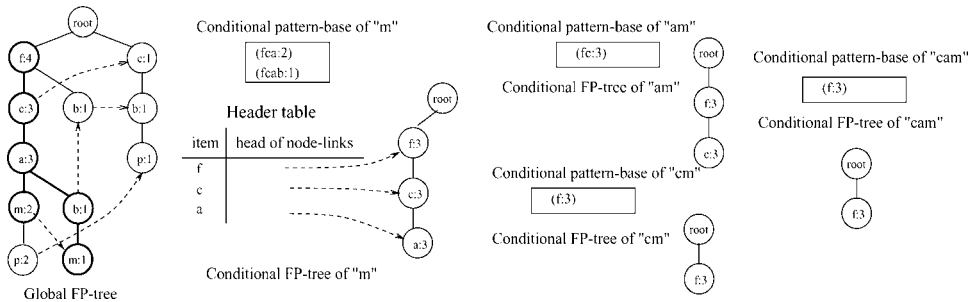 root
f:4
c:1
c:3
b:1
b:1
a:3
p:1
m:2
b:1
p:2
m:1
Global FP-tree
Conditional pattern-base of "m"
(fca:2)
(fcab:1)
Header table
item
head of node-links
f
c
a
root
f:3
c:3
a:3
Conditional FP-tree of "m"
Conditional pattern-base of "am"
(fc:3)
Conditional FP-tree of "am"
root
f:3
c:3
Conditional pattern-base of "cm"
(f:3)
Conditional FP-tree of "cm"
root
f:3
Conditional pattern-base of "cam"
(f:3)
Conditional FP-tree of "cam"
root
f:3